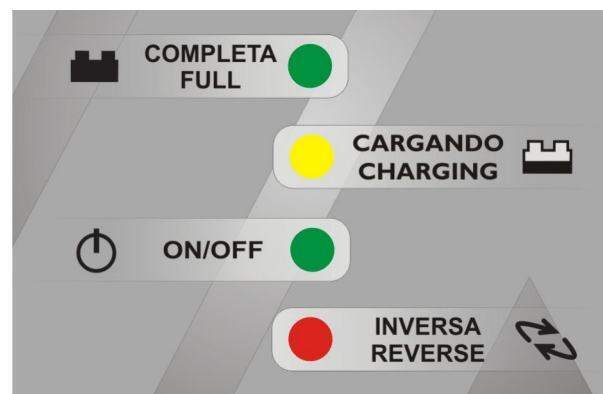 COMPLETA
FULL
CARGANDO
CHARGING
ON/OFF
INVERSA
REVERSE